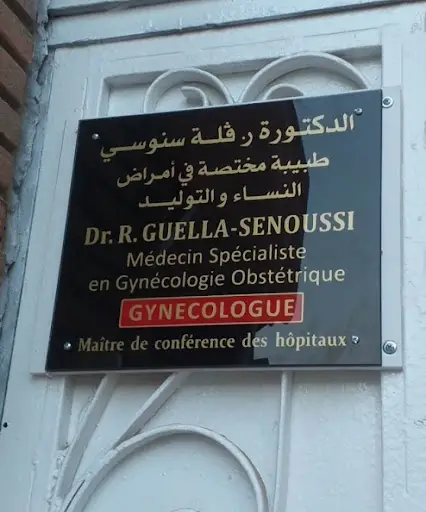 الدكتورة ر ڤلة سنوسي
طبيبة مختصة في أمراض
النساء والتوليد
Dr. R. GUELLA-SENOUSSI
Médecin Spécialiste
en Gynécologie Obstétrique
GYNECOLOGUE
• Maître de conférence des hôpitaux •